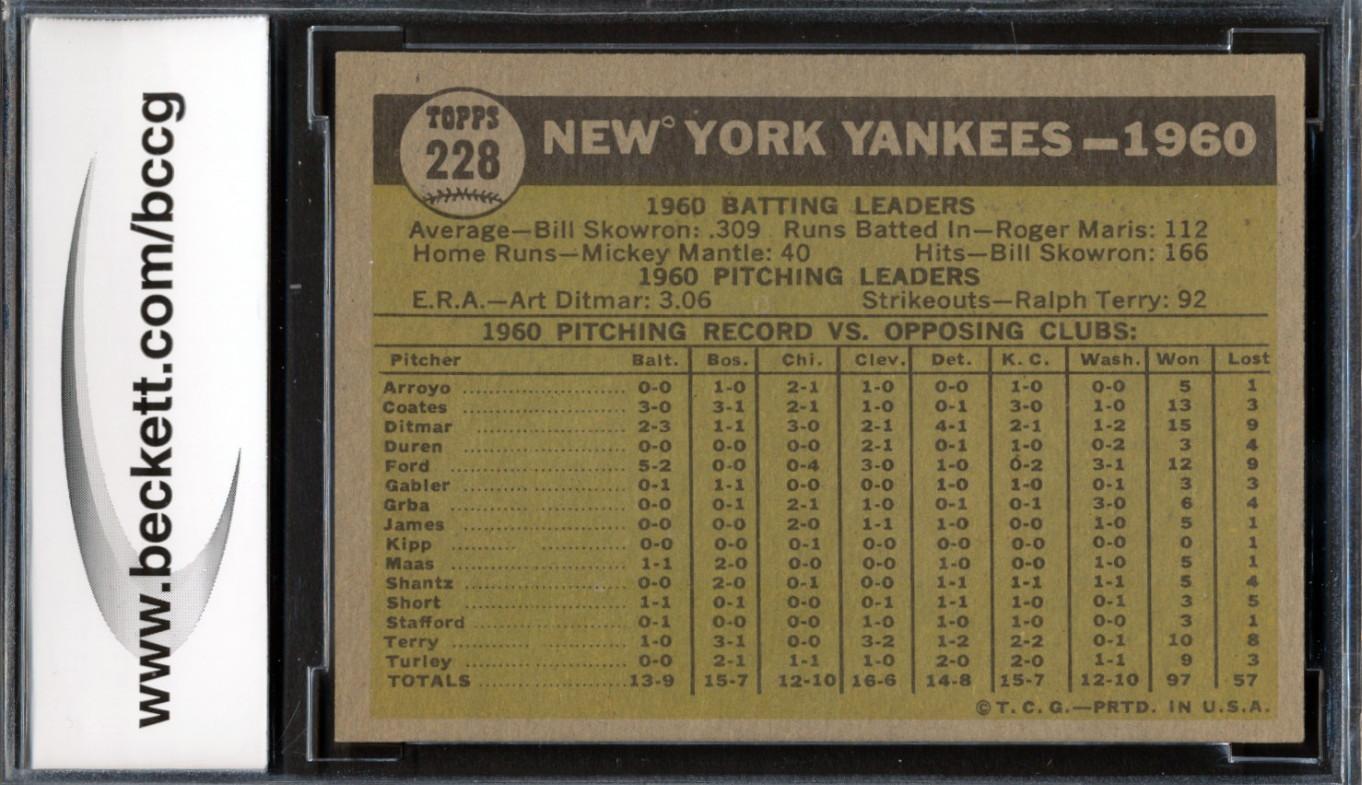 www.beckett.com/bccg
TOPPS
228
NEW YORK YANKEES—1960
1960 BATTING LEADERS
Average—Bill Skowron: .309 Runs Batted In—Roger Maris: 112
Home Runs—Mickey Mantle: 40 Hits—Bill Skowron: 166
1960 PITCHING LEADERS
E.R.A.—Art Ditmar: 3.06 Strikeouts—Ralph Terry: 92
1960 PITCHING RECORD VS. OPPOSING CLUBS:
Pitcher Balt. Bos. Chi. Clev. Det. K. C. Wash. Won Lost
Arroyo 0-0 1-0 2-1 1-0 0-0 1-0 0-0 5 1
Coates 3-0 3-1 2-1 1-0 0-1 3-0 1-0 13 3
Ditmar 2-3 1-1 3-0 2-1 4-1 2-1 1-2 15 9
Duren 0-0 0-0 0-0 2-1 0-1 1-0 0-2 3 4
Ford 5-2 0-0 0-4 3-0 1-0 0-2 3-1 12 9
Gabler 0-1 1-1 0-0 0-0 1-0 1-0 0-1 3 3
Grba 0-0 0-1 2-1 1-0 0-1 0-1 3-0 6 4
James 0-0 0-0 2-0 1-1 1-0 0-0 1-0 5 1
Kipp 0-0 0-0 0-1 0-0 0-0 0-0 0-0 0 1
Maas 1-1 2-0 0-0 0-0 1-0 0-0 1-0 5 1
Shantz 0-0 2-0 0-1 0-0 1-1 1-1 1-1 5 4
Short 1-1 0-1 0-0 0-1 1-1 1-0 0-1 3 5
Stafford 0-1 0-0 0-0 1-0 1-0 1-0 0-0 3 1
Terry 1-0 3-1 0-0 3-2 1-2 2-2 0-1 10 8
Turley 0-0 2-1 1-1 1-0 2-0 2-0 1-1 9 3
TOTALS 13-9 15-7 12-10 16-6 14-8 15-7 12-10 97 57
© T. C. G.—PRTD. IN U.S.A.